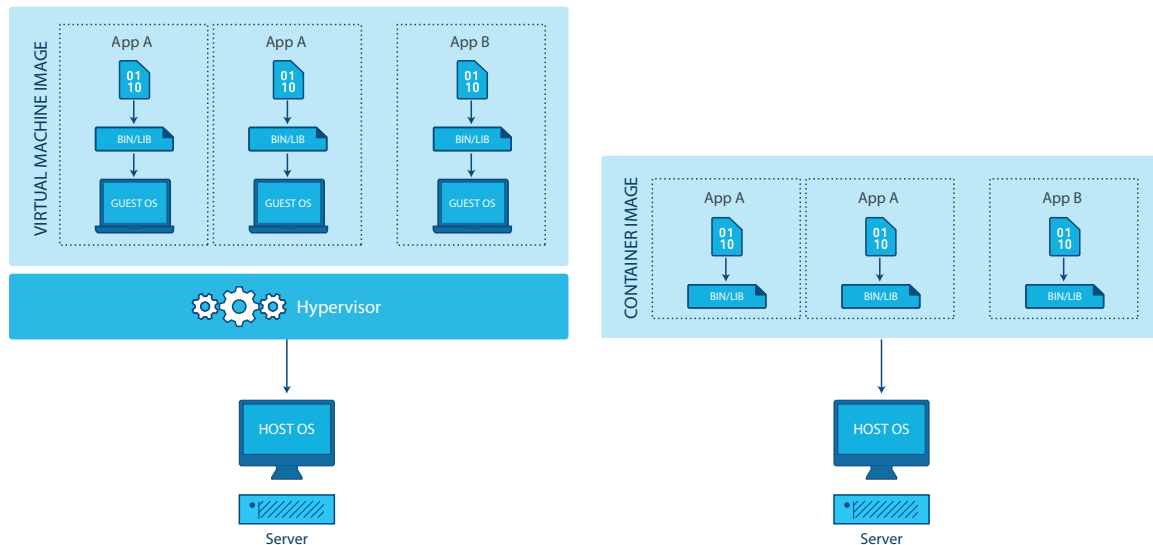 VIRTUAL MACHINE IMAGE
App A
App A
App B
01
10
01
10
01
10
BIN/LIB
BIN/LIB
BIN/LIB
GUEST OS
GUEST OS
GUEST OS
Hypervisor
HOST OS
Server
CONTAINER IMAGE
App A
App A
App B
01
10
01
10
01
10
BIN/LIB
BIN/LIB
BIN/LIB
HOST OS
Server